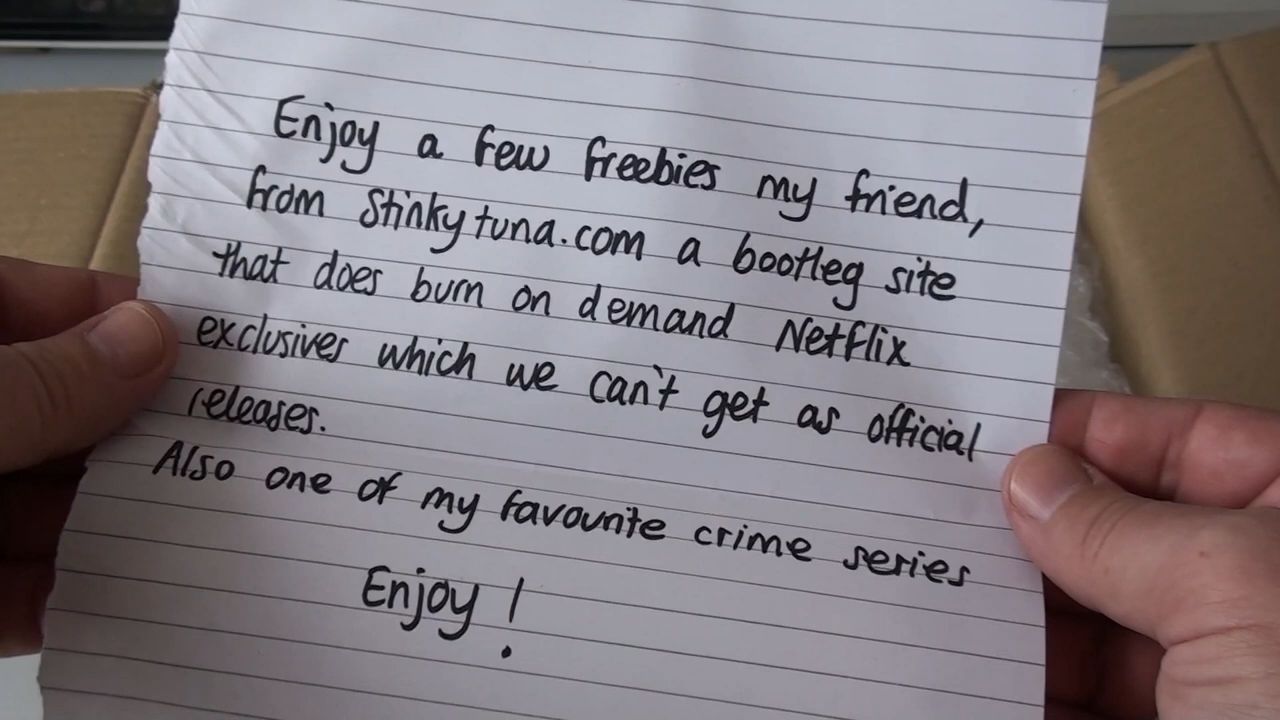 Enjoy a few freebies my friend,
from Stinkytuna.com a bootleg site
that does burn on demand Netflix
exclusives which we can't get as official
releases.
Also one of my favourite crime series
Enjoy!